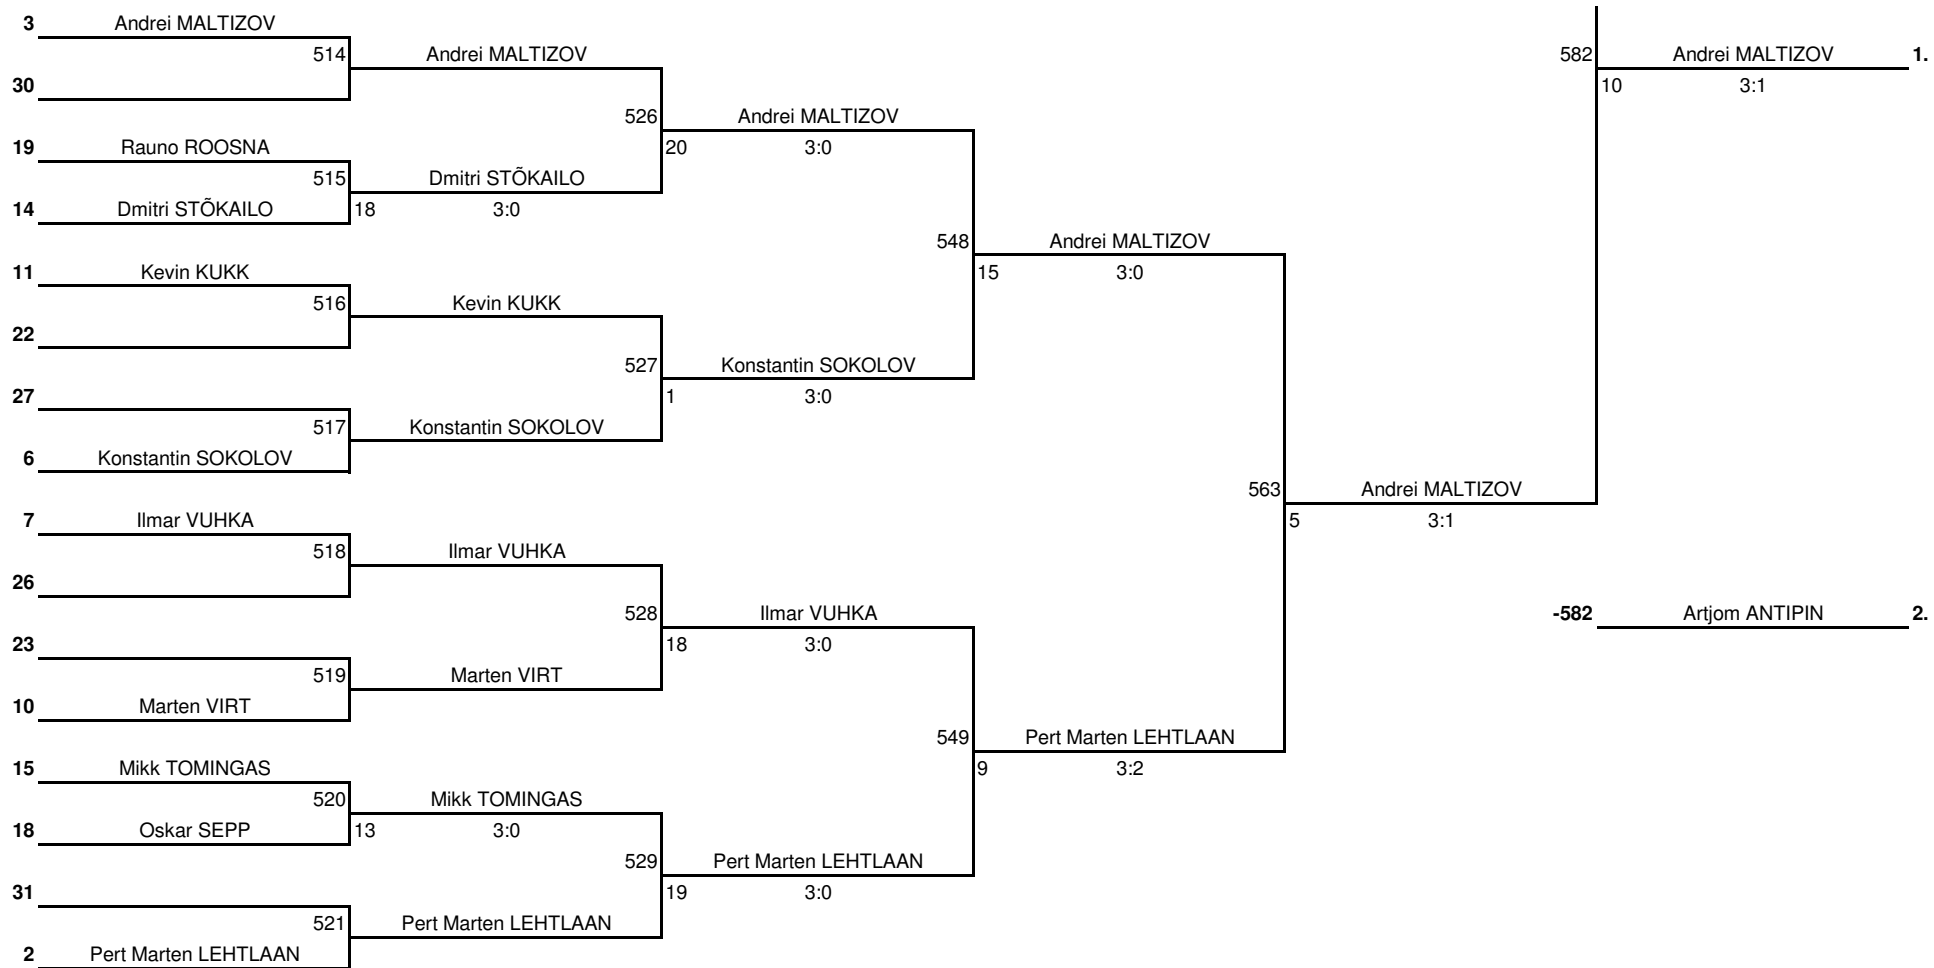 3 Andrei MALTIZOV
514 Andrei MALTIZOV 582 Andrei MALTIZOV 1.
30 10 3:1
526 Andrei MALTIZOV
19 Rauno ROOSNA 20 3:0
515 Dmitri STÕKAILO
14 Dmitri STÕKAILO 18 3:0
548 Andrei MALTIZOV
11 Kevin KUKK 15 3:0
516 Kevin KUKK
22
527 Konstantin SOKOLOV
27 1 3:0
517 Konstantin SOKOLOV
6 Konstantin SOKOLOV
563 Andrei MALTIZOV
7 Ilmar VUHKA 5 3:1
518 Ilmar VUHKA
26
528 Ilmar VUHKA -582 Artjom ANTIPIN 2.
23 18 3:0
519 Marten VIRT
10 Marten VIRT
549 Pert Marten LEHTLAAN
15 Mikk TOMINGAS 9 3:2
520 Mikk TOMINGAS
18 Oskar SEPP 13 3:0
529 Pert Marten LEHTLAAN
31 19 3:0
521 Pert Marten LEHTLAAN
2 Pert Marten LEHTLAAN